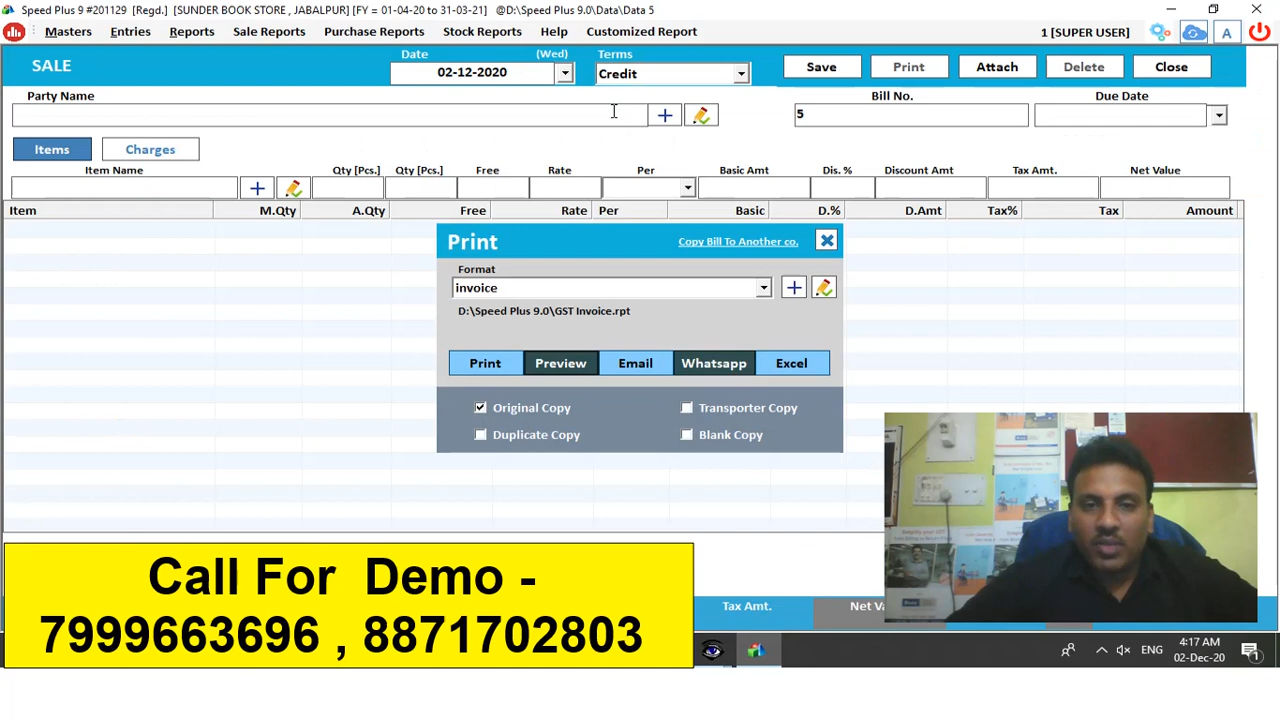 Speed Plus 9 #201129 [Regd.] [SUNDER BOOK STORE , JABALPUR] [FY = 01-04-20 to 31-03-21] @D:\Speed Plus 9.0\Data\Data 5
Masters Entries Reports Sale Reports Purchase Reports Stock Reports Help Customized Report 1 [SUPER USER] A
Date (Wed) Terms
SALE 02-12-2020 Credit Save Print Attach Delete Close
Party Name Bill No. Due Date
5
Items Charges
Item Name Qty [Pcs.] Qty [Pcs.] Free Rate Per Basic Amt Dis. % Discount Amt Tax Amt. Net Value
Item M.Qty A.Qty Free Rate Per Basic D.% D.Amt Tax% Tax Amount
Print Copy Bill To Another co.
Format
invoice
D:\Speed Plus 9.0\GST Invoice.rpt
Print Preview Email Whatsapp Excel
Original Copy Transporter Copy
Duplicate Copy Blank Copy
Call For Demo -
7999663696 , 8871702803
Tax Amt. Net Va
ENG 4:17 AM
02-Dec-20 1